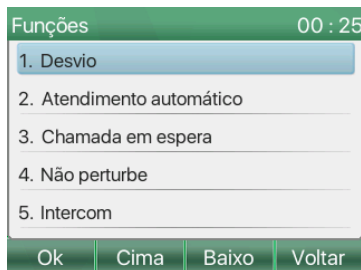 Funções 00 : 25
1. Desvio
2. Atendimento automático
3. Chamada em espera
4. Não perturbe
5. Intercom
Ok Cima Baixo Voltar